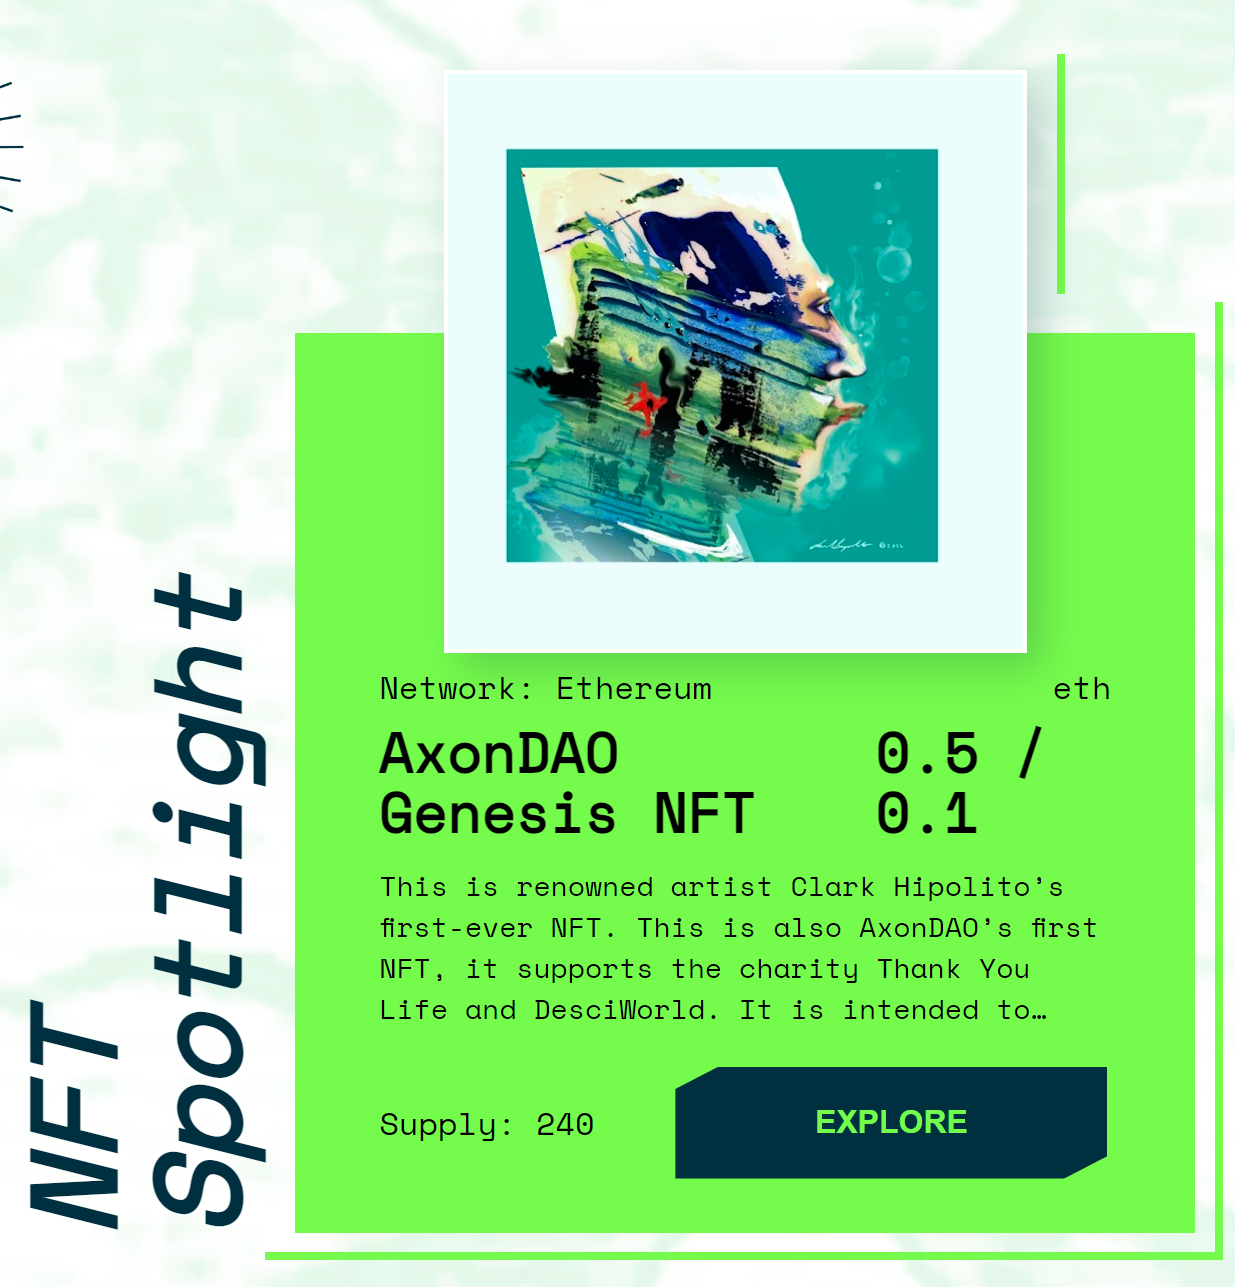 NFT
Spotlight
Network: Ethereum
eth
AxonDAO
Genesis NFT
0.5 /
0.1
This is renowned artist Clark Hipolito’s
first-ever NFT. This is also AxonDAO’s first
NFT, it supports the charity Thank You
Life and DesciWorld. It is intended to…
Supply: 240
EXPLORE